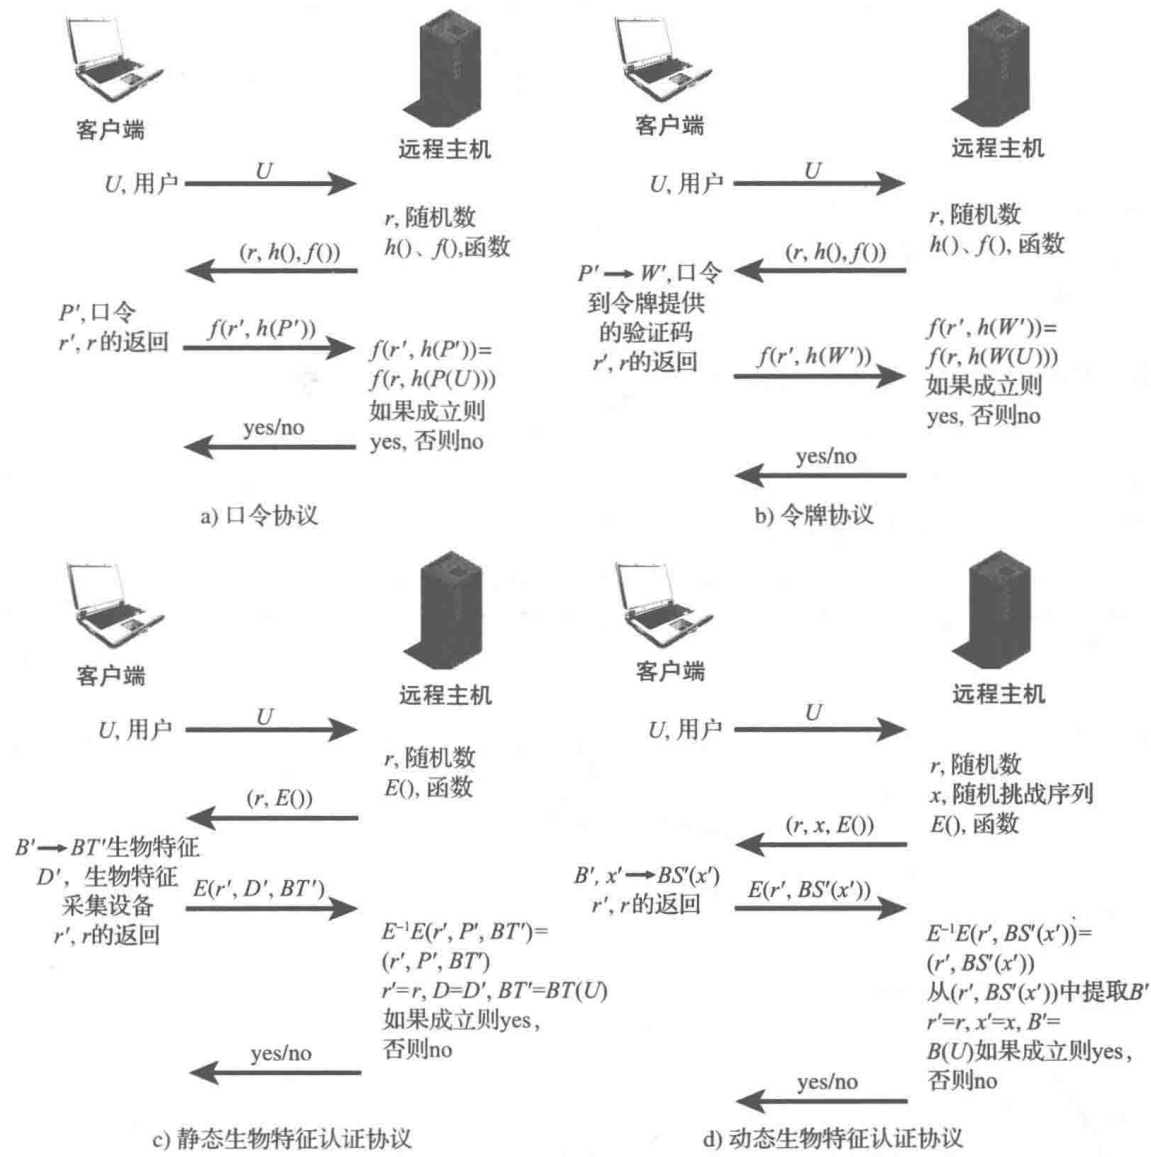 客户端
远程主机
U, 用户
U
r, 随机数
h()、f(),函数
(r, h(), f())
P′,口令
r′, r的返回
f(r′, h(P′))
f(r′, h(P′))=
f(r, h(P(U)))
如果成立则
yes, 否则no
yes/no
a) 口令协议
客户端
远程主机
U, 用户
U
r, 随机数
h()、f(), 函数
(r, h(), f())
P′→W′,口令
到令牌提供
的验证码
r′, r的返回
f(r′, h(W′))
f(r′, h(W′))=
f(r, h(W(U)))
如果成立则
yes, 否则no
yes/no
b) 令牌协议
客户端
远程主机
U, 用户
U
r, 随机数
E(), 函数
(r, E())
B′→BT′生物特征
D′，生物特征
采集设备
r′, r的返回
E(r′, D′, BT′)
E⁻¹E(r′, P′, BT′)=
(r′, P′, BT′)
r′=r, D=D′, BT′=BT(U)
如果成立则yes，
否则no
yes/no
c) 静态生物特征认证协议
客户端
远程主机
U, 用户
U
r, 随机数
x, 随机挑战序列
E(), 函数
(r, x, E())
B′, x′→BS′(x′)
r′, r的返回
E(r′, BS′(x′))
E⁻¹E(r′, BS′(x′))=
(r′, BS′(x′))
从(r′, BS′(x′))中提取B′
r′=r, x′=x, B′=
B(U)如果成立则yes，
否则no
yes/no
d) 动态生物特征认证协议